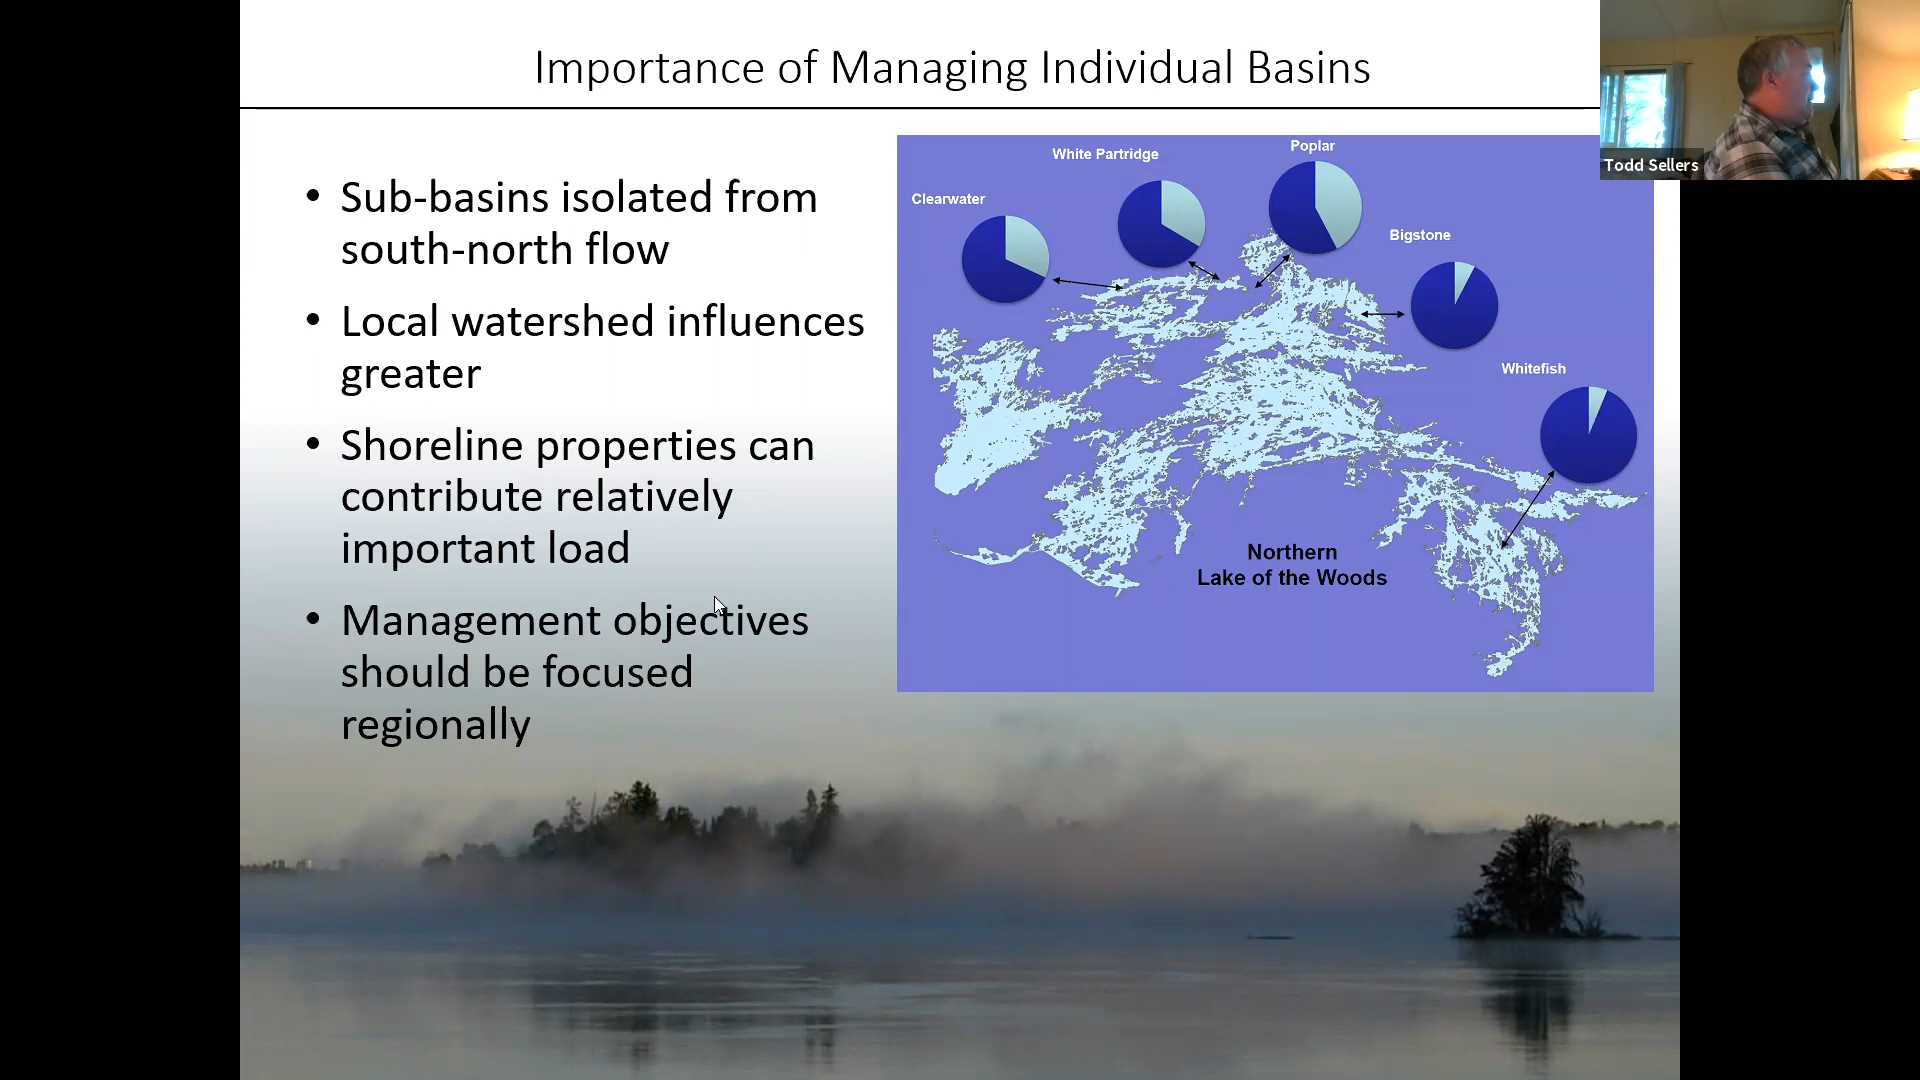 Importance of Managing Individual Basins
• Sub-basins isolated from
south-north flow
• Local watershed influences
greater
• Shoreline properties can
contribute relatively
important load
• Management objectives
should be focused
regionally
White Partridge
Poplar
Clearwater
Bigstone
Whitefish
Northern
Lake of the Woods
Todd Sellers